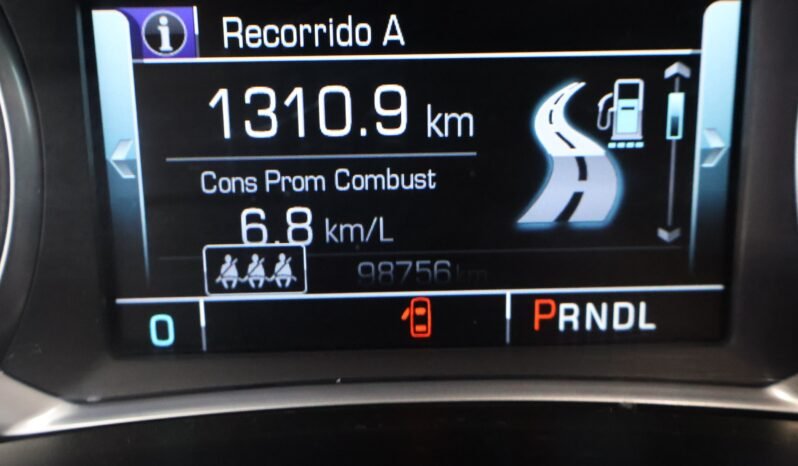 Recorrido A
1310.9 km
Cons Prom Combust
6.8 km/L
98756 km
0
PRNDL